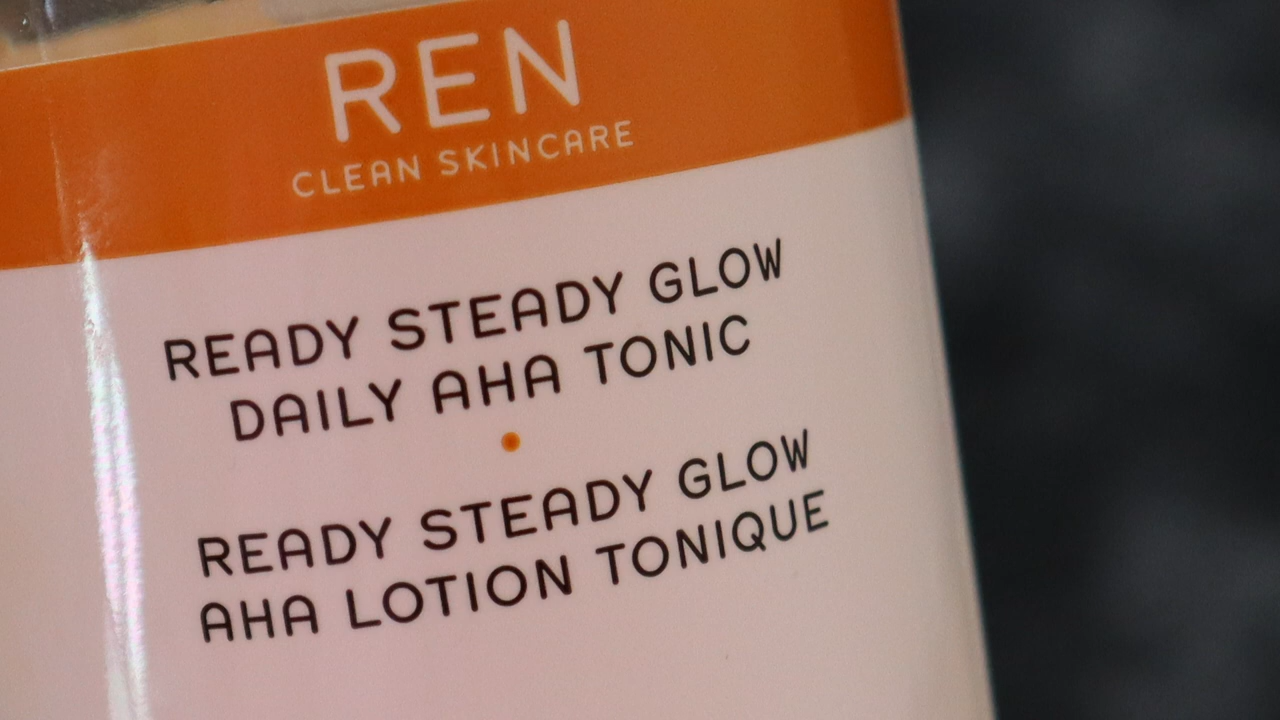 REN
CLEAN SKINCARE
READY STEADY GLOW
DAILY AHA TONIC
READY STEADY GLOW
AHA LOTION TONIQUE